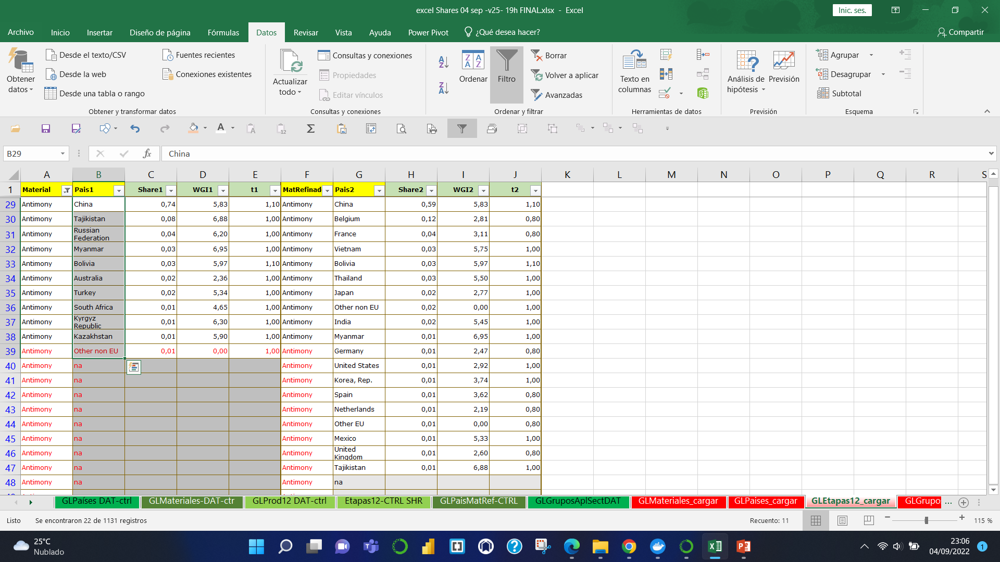 excel Shares 04 sep -v25- 19h FINAL.xlsx - Excel
Inic. ses.
Archivo Inicio Insertar Diseño de página Fórmulas Datos Revisar Vista Ayuda Power Pivot ¿Qué desea hacer? Compartir
Obtener datos
Desde el texto/CSV
Desde la web
Desde una tabla o rango
Fuentes recientes
Conexiones existentes
Obtener y transformar datos
Actualizar todo
Consultas y conexiones
Propiedades
Editar vínculos
Consultas y conexiones
Ordenar
Filtro
Borrar
Volver a aplicar
Avanzadas
Ordenar y filtrar
Texto en columnas
Herramientas de datos
Análisis de hipótesis
Previsión
Previsión
Agrupar
Desagrupar
Subtotal
Esquema
B29
China
A B C D E F G H I J K L M N O P Q R S
1 Material Pais1 Share1 WGI1 t1 MatRefinad Pais2 Share2 WGI2 t2
29 Antimony China 0,74 5,83 1,10 Antimony China 0,59 5,83 1,10
30 Antimony Tajikistan 0,08 6,88 1,00 Antimony Belgium 0,12 2,81 0,80
31 Antimony Russian Federation 0,04 6,20 1,00 Antimony France 0,04 3,11 0,80
32 Antimony Myanmar 0,03 6,95 1,00 Antimony Vietnam 0,03 5,75 1,00
33 Antimony Bolivia 0,03 5,97 1,10 Antimony Bolivia 0,03 5,97 1,10
34 Antimony Australia 0,02 2,36 1,00 Antimony Thailand 0,03 5,50 1,00
35 Antimony Turkey 0,02 5,34 1,00 Antimony Japan 0,02 2,77 1,00
36 Antimony South Africa 0,01 4,65 1,00 Antimony Other non EU 0,02 0,00 1,00
37 Antimony Kyrgyz Republic 0,01 6,30 1,00 Antimony India 0,02 5,45 1,00
38 Antimony Kazakhstan 0,01 5,90 1,00 Antimony Myanmar 0,01 6,95 1,00
39 Antimony Other non EU 0,01 0,00 1,00 Antimony Germany 0,01 2,47 0,80
40 Antimony na Antimony United States 0,01 2,92 1,00
41 Antimony na Antimony Korea, Rep. 0,01 3,74 1,00
42 Antimony na Antimony Spain 0,01 3,62 0,80
43 Antimony na Antimony Netherlands 0,01 2,19 0,80
44 Antimony na Antimony Other EU 0,01 0,00 0,80
45 Antimony na Antimony Mexico 0,01 5,33 1,00
46 Antimony na Antimony United Kingdom 0,01 2,60 0,80
47 Antimony na Antimony Tajikistan 0,01 6,88 1,00
48 Antimony na Antimony na
GLPaíses DAT-ctrl GLMateriales-DAT-ctr GLProd12 DAT-ctrl Etapas12-CTRL SHR GLPaisMatRef-CTRL GLGruposAplSectDAT GLMateriales_cargar GLPaises_cargar GLEtapas12_cargar GLGrupo ...
Listo Se encontraron 22 de 1131 registros Recuento: 11 115 %
25°C
Nublado
23:06
04/09/2022
1